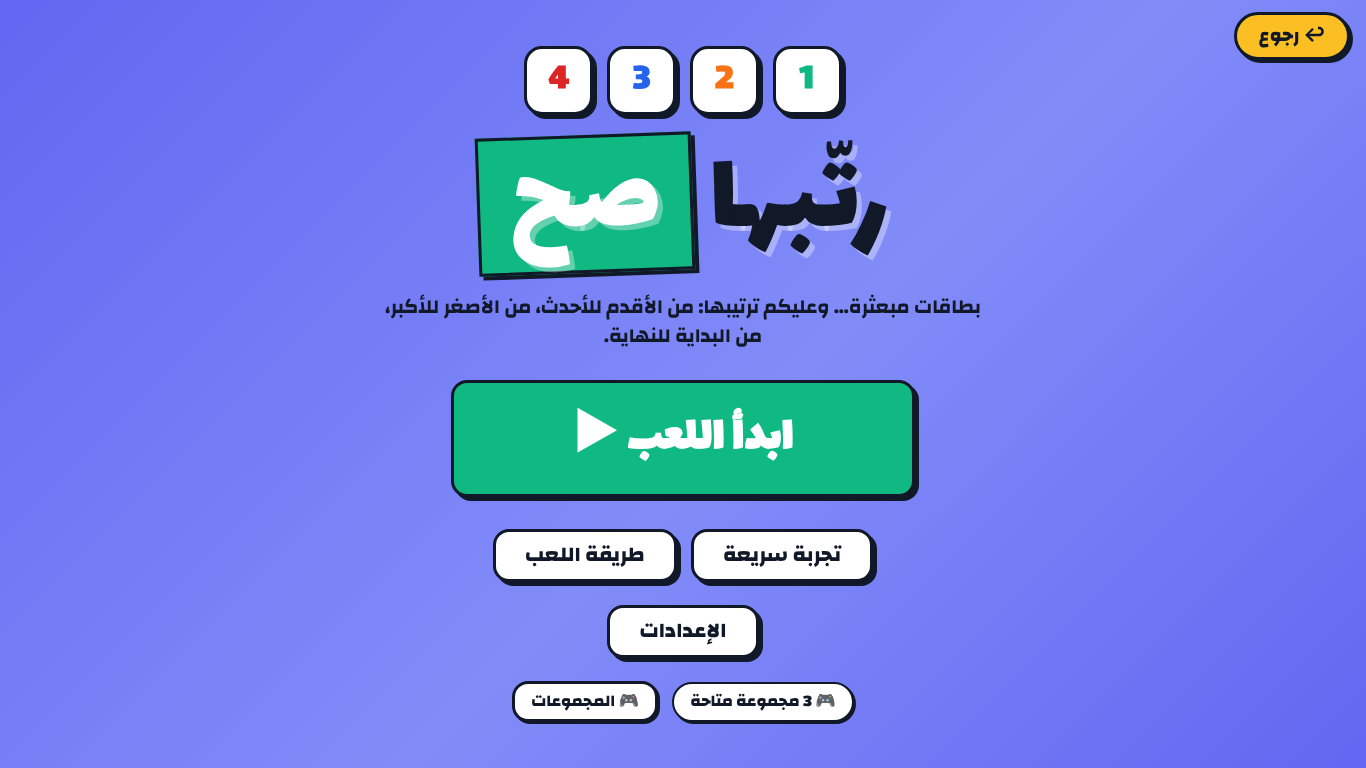 ↩ رجوع
1 2 3 4
رتّبها صح
بطاقات مبعثرة... وعليكم ترتيبها: من الأقدم للأحدث، من الأصغر للأكبر،
من البداية للنهاية.
ابدأ اللعب ▶
تجربة سريعة
طريقة اللعب
الإعدادات
🎮 3 مجموعة متاحة
🎮 المجموعات